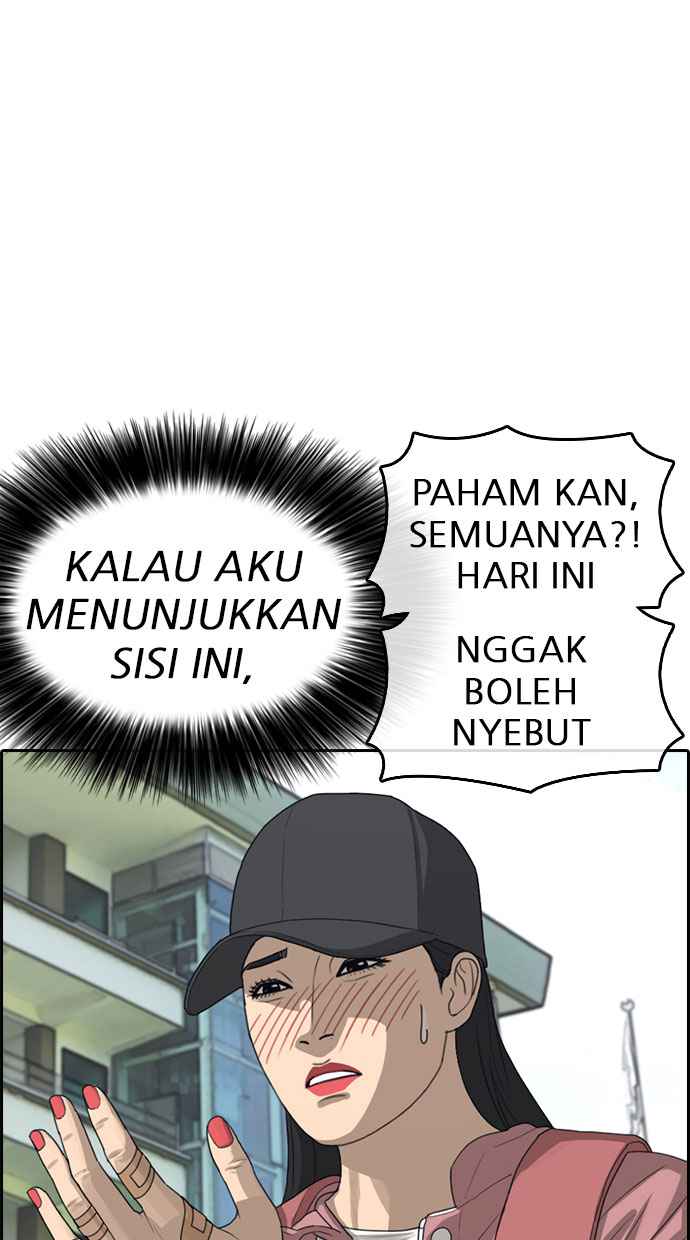 KALAU AKU
MENUNJUKKAN
SISI INI,
PAHAM KAN,
SEMUANYA?!
HARI INI
NGGAK
BOLEH
NYEBUT